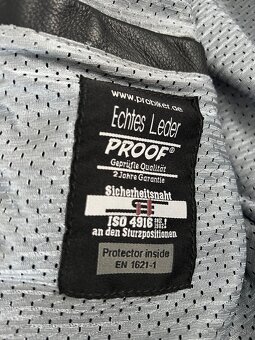 www.probiker.de
Echtes Leder
PROOF®
Geprüfte Qualität
2 Jahre Garantie
Sicherheitsnaht
ISO 4916
an den Sturzpositionen
Protector inside
EN 1621-1